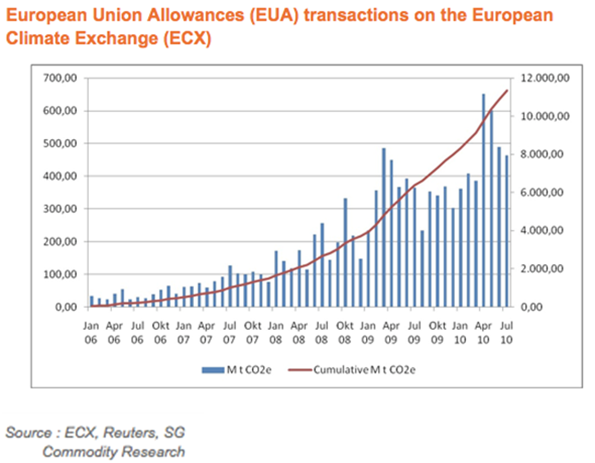 European Union Allowances (EUA) transactions on the European
Climate Exchange (ECX)
700,00 12.000,00
600,00 10.000,00
500,00 8.000,00
400,00 6.000,00
300,00 4.000,00
200,00 2.000,00
100,00 0,00
0,00
Jan Apr Jul Okt Jan Apr Jul Okt Jan Apr Jul Okt Jan Apr Jul Okt Jan Apr Jul
06 06 06 06 07 07 07 07 08 08 08 08 09 09 09 09 10 10 10
M t CO2e Cumulative M t CO2e
Source : ECX, Reuters, SG
Commodity Research